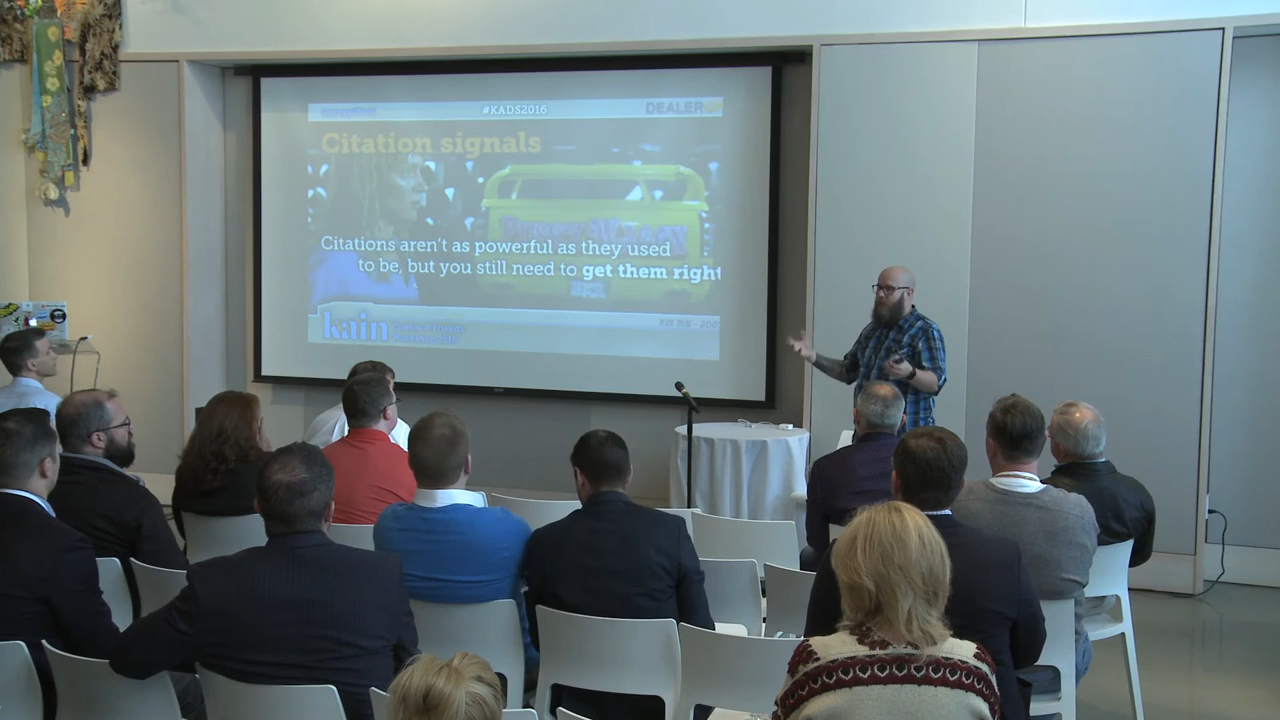 #KADS2016
DEALER
Citation signals
Citations aren't as powerful as they used
to be, but you still need to get them right
kain